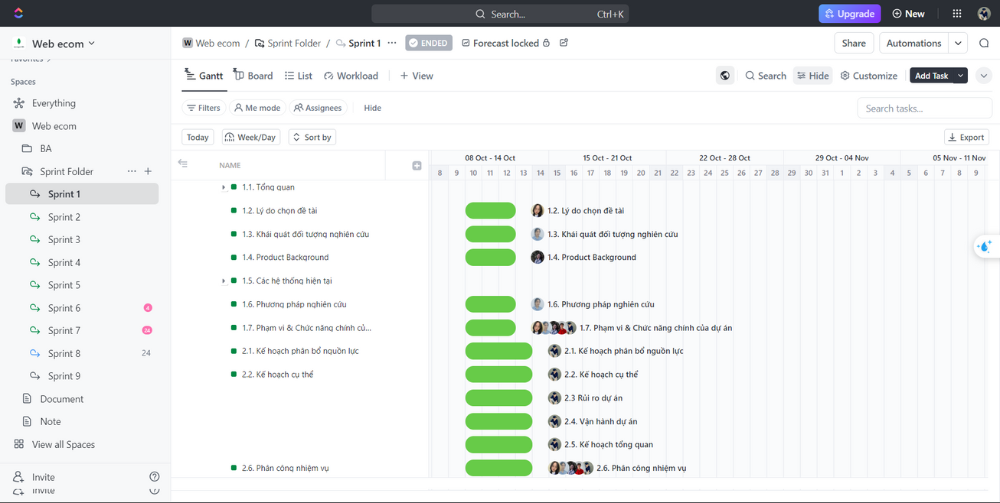 Search...
Ctrl+K
Upgrade
New
Web ecom
Web ecom / Sprint Folder / Sprint 1 ... ENDED Forecast locked
Share
Automations
Favorites
Spaces
Everything
W Web ecom
BA
Sprint Folder
Sprint 1
Sprint 2
Sprint 3
Sprint 4
Sprint 5
Sprint 6 4
Sprint 7 24
Sprint 8 24
Sprint 9
Document
Note
View all Spaces
Invite
Invite
Gantt
Board
List
Workload
+ View
Search
Hide
Customize
Add Task
Filters
Me mode
Assignees
Hide
Search tasks...
Today
Week/Day
Sort by
Export
NAME
08 Oct - 14 Oct
15 Oct - 21 Oct
22 Oct - 28 Oct
29 Oct - 04 Nov
05 Nov - 11 Nov
8 9 10 11 12 13 14 15 16 17 18 19 20 21 22 23 24 25 26 27 28 29 30 31 1 2 3 4 5 6 7 8 9
1.1. Tổng quan
1.2. Lý do chọn đề tài
1.2. Lý do chọn đề tài
1.3. Khái quát đối tượng nghiên cứu
1.3. Khái quát đối tượng nghiên cứu
1.4. Product Background
1.4. Product Background
1.5. Các hệ thống hiện tại
1.6. Phương pháp nghiên cứu
1.6. Phương pháp nghiên cứu
1.7. Phạm vi & Chức năng chính củ...
1.7. Phạm vi & Chức năng chính của dự án
2.1. Kế hoạch phân bổ nguồn lực
2.1. Kế hoạch phân bổ nguồn lực
2.2. Kế hoạch cụ thể
2.2. Kế hoạch cụ thể
2.3 Rủi ro dự án
2.4. Vận hành dự án
2.5. Kế hoạch tổng quan
2.6. Phân công nhiệm vụ
2.6. Phân công nhiệm vụ